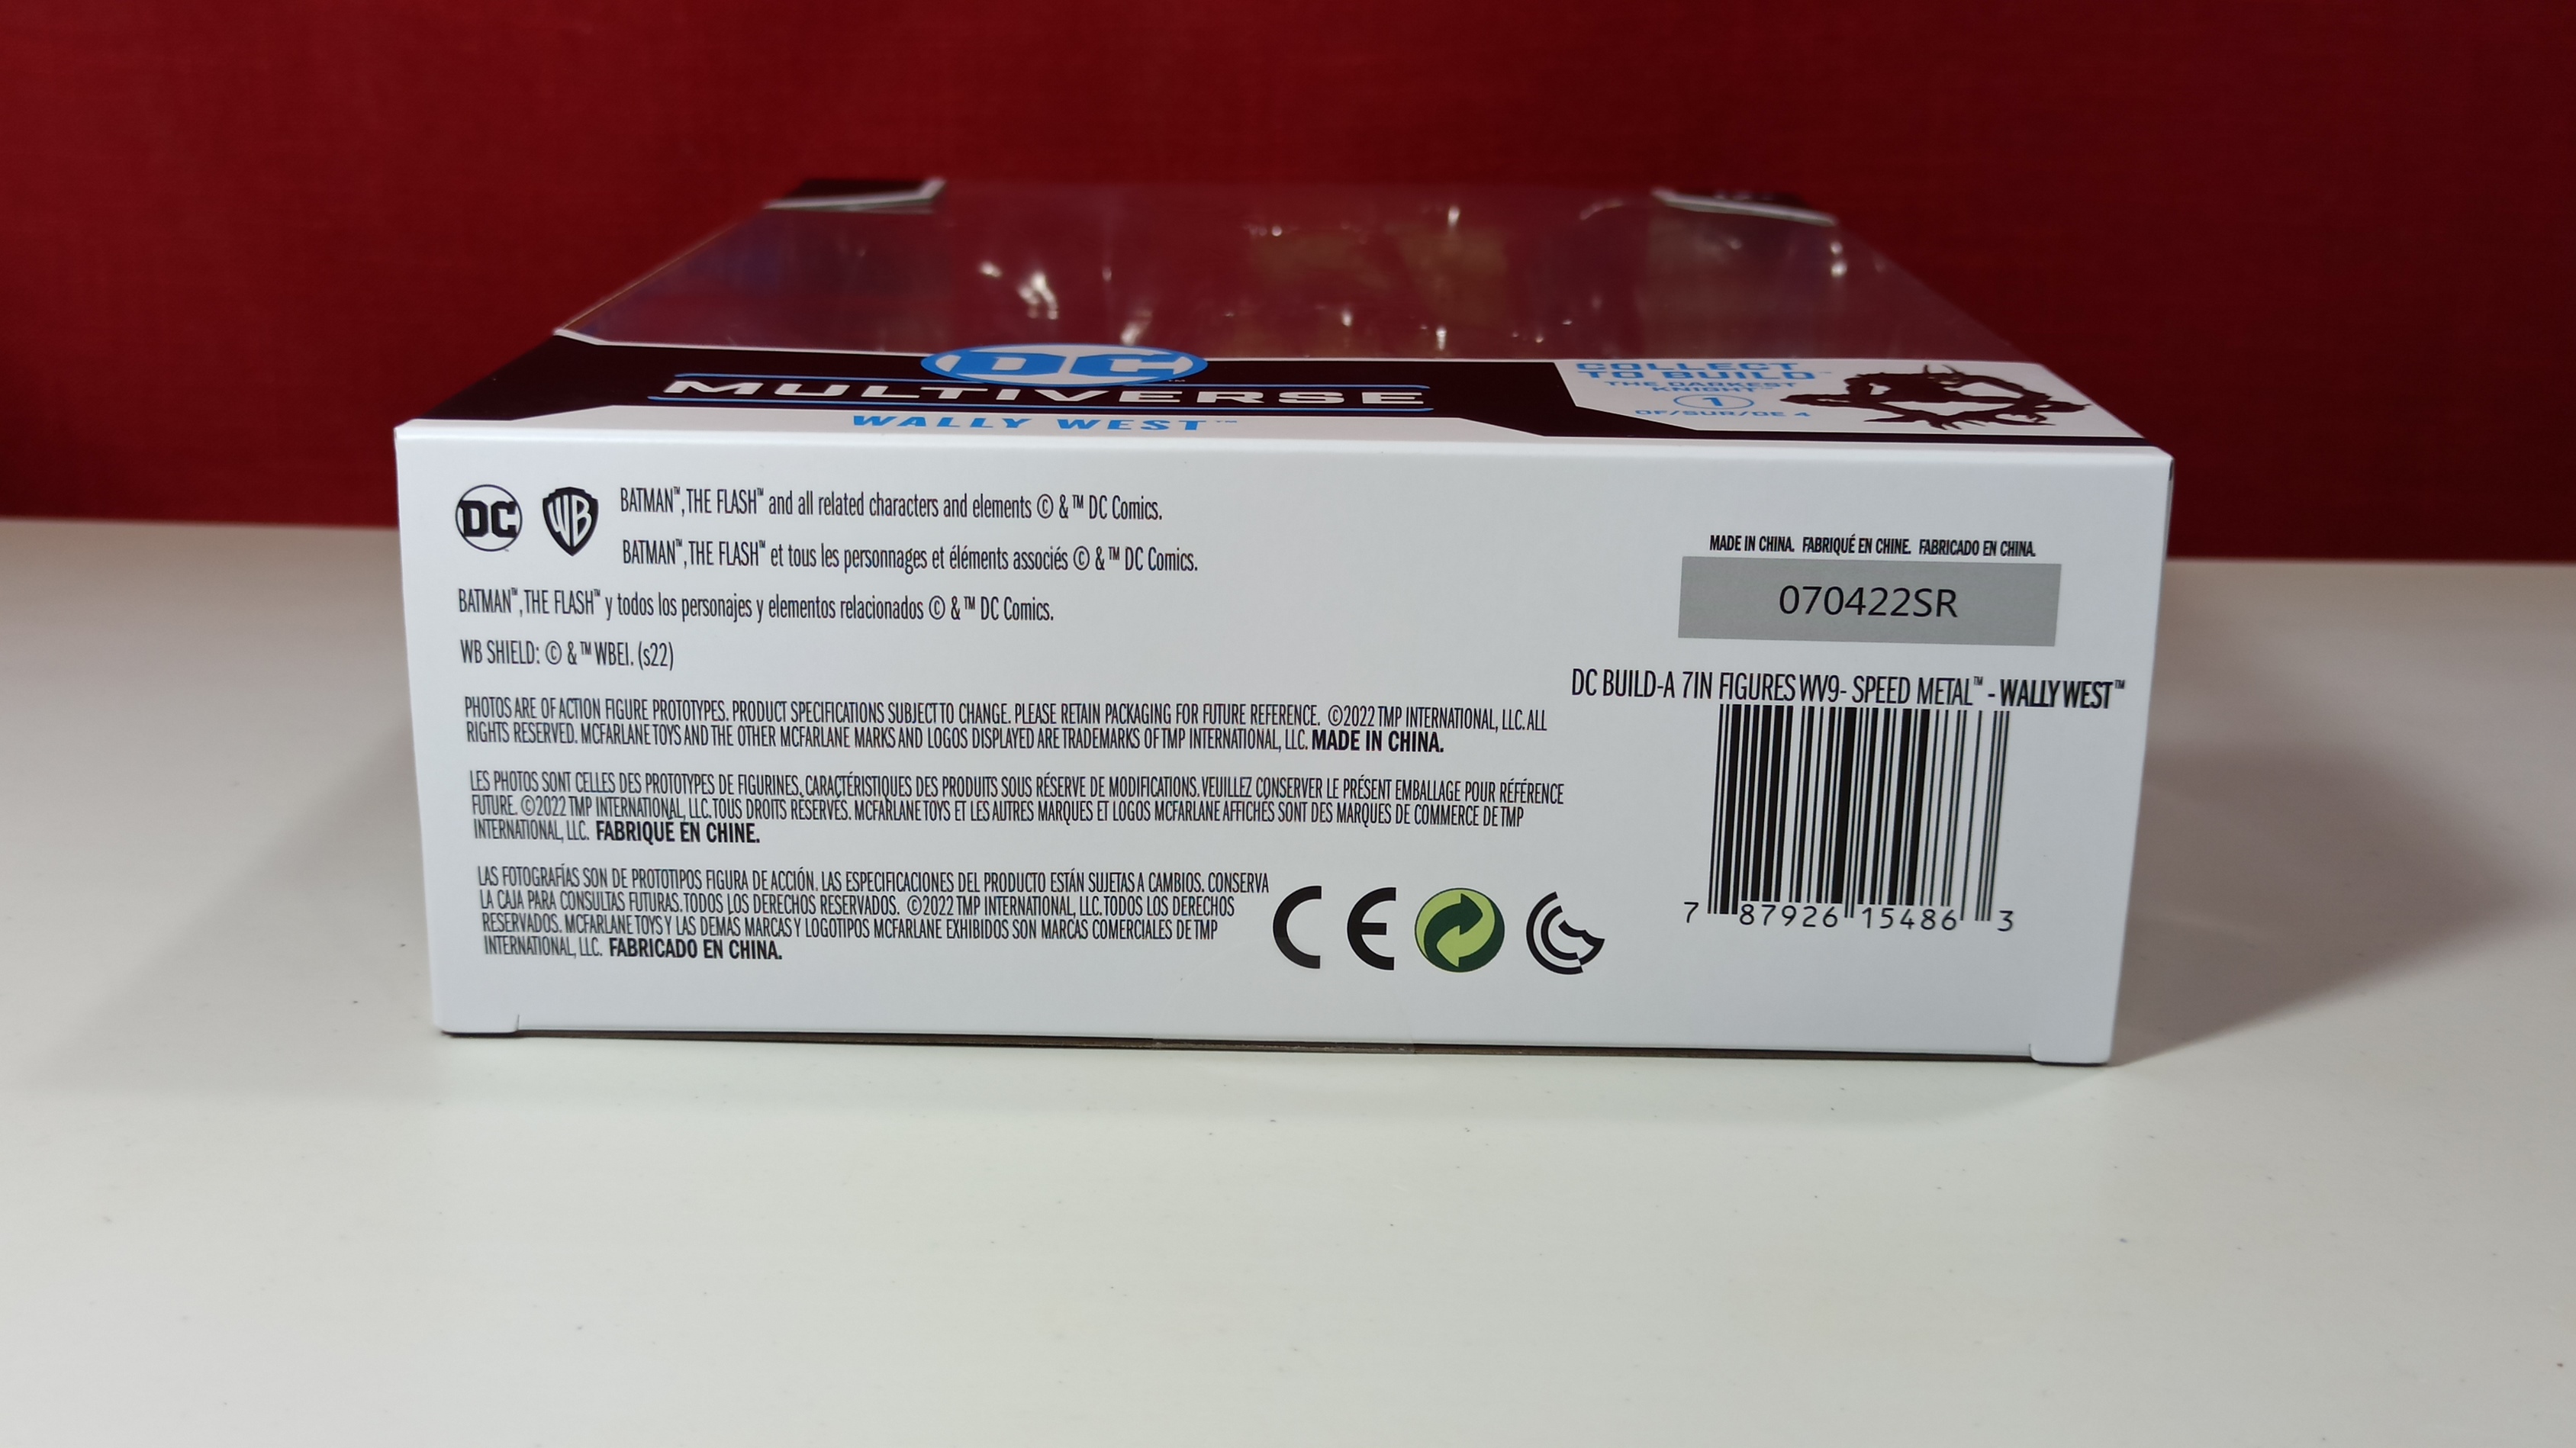 DC
MULTIVERSE
WALLY WEST™
COLLECT
TO BUILD™
THE DARKEST
KNIGHT™
1
OF/SUR/DE 4
DC
WB
BATMAN™, THE FLASH™ and all related characters and elements © & ™ DC Comics.
BATMAN™, THE FLASH™ et tous les personnages et éléments associés © & ™ DC Comics.
BATMAN™, THE FLASH™ y todos los personajes y elementos relacionados © & ™ DC Comics.
WB SHIELD: © & ™ WBEI. (s22)
PHOTOS ARE OF ACTION FIGURE PROTOTYPES. PRODUCT SPECIFICATIONS SUBJECT TO CHANGE. PLEASE RETAIN PACKAGING FOR FUTURE REFERENCE. ©2022 TMP INTERNATIONAL, LLC. ALL
RIGHTS RESERVED. MCFARLANE TOYS AND THE OTHER MCFARLANE MARKS AND LOGOS DISPLAYED ARE TRADEMARKS OF TMP INTERNATIONAL, LLC. MADE IN CHINA.
LES PHOTOS SONT CELLES DES PROTOTYPES DE FIGURINES. CARACTÉRISTIQUES DES PRODUITS SOUS RÉSERVE DE MODIFICATIONS. VEUILLEZ CONSERVER LE PRÉSENT EMBALLAGE POUR RÉFÉRENCE
FUTURE. ©2022 TMP INTERNATIONAL, LLC. TOUS DROITS RÉSERVÉS. MCFARLANE TOYS ET LES AUTRES MARQUES ET LOGOS MCFARLANE AFFICHÉS SONT DES MARQUES DE COMMERCE DE TMP
INTERNATIONAL, LLC. FABRIQUÉ EN CHINE.
LAS FOTOGRAFÍAS SON DE PROTOTIPOS FIGURA DE ACCIÓN. LAS ESPECIFICACIONES DEL PRODUCTO ESTÁN SUJETAS A CAMBIOS. CONSERVA
LA CAJA PARA CONSULTAS FUTURAS. TODOS LOS DERECHOS RESERVADOS. ©2022 TMP INTERNATIONAL, LLC. TODOS LOS DERECHOS
RESERVADOS. MCFARLANE TOYS Y LAS DEMÁS MARCAS Y LOGOTIPOS MCFARLANE EXHIBIDOS SON MARCAS COMERCIALES DE TMP
INTERNATIONAL, LLC. FABRICADO EN CHINA.
CE
MADE IN CHINA. FABRIQUÉ EN CHINE. FABRICADO EN CHINA.
070422SR
DC BUILD-A 7IN FIGURES WV9- SPEED METAL™ - WALLY WEST™
7 87926 15486 3